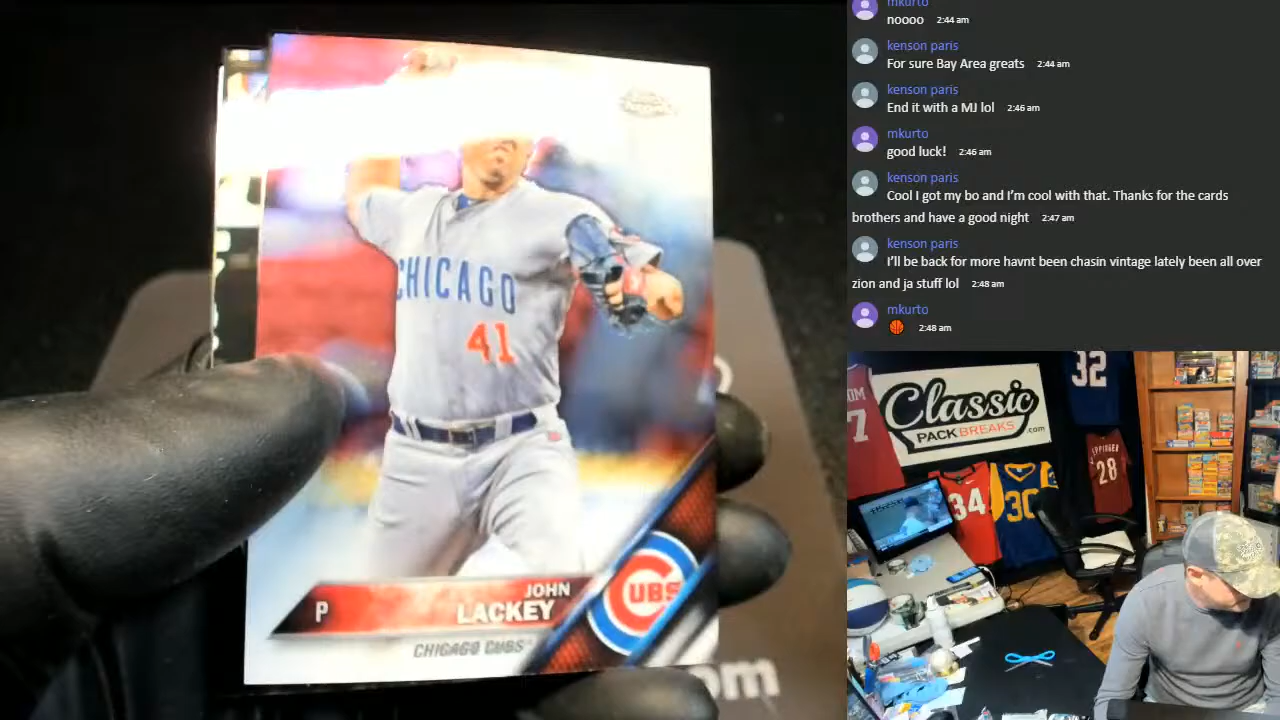 CHICAGO
41
P
JOHN
LACKEY
CHICAGO CUBS
CUBS
om
mkurto
noooo 2:44 am
kenson paris
For sure Bay Area greats 2:44 am
kenson paris
End it with a MJ lol 2:46 am
mkurto
good luck! 2:46 am
kenson paris
Cool I got my bo and I'm cool with that. Thanks for the cards
brothers and have a good night 2:47 am
kenson paris
I'll be back for more havnt been chasin vintage lately been all over
zion and ja stuff lol 2:48 am
mkurto
2:48 am
Classic
PACK BREAKS
.com
32
7
34
30
28